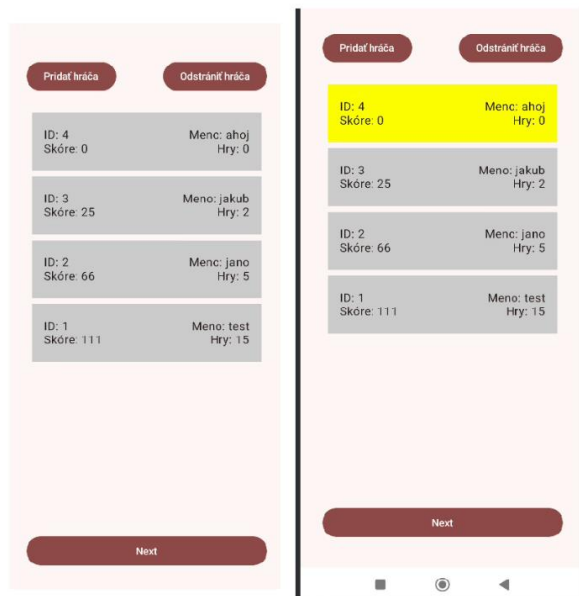 Pridať hráča
Odstrániť hráča
ID: 4
Menc: ahoj
Skóre: 0
Hry: 0
ID: 3
Meno: jakub
Skóre: 25
Hry: 2
ID: 2
Menc: jano
Skóre: 66
Hry: 5
ID: 1
Meno: test
Skóre: 111
Hry: 15
Next
Pridať hráča
Odstrániť hráča
ID: 4
Menc: ahoj
Skóre: 0
Hry: 0
ID: 3
Meno: jakub
Skóre: 25
Hry: 2
ID: 2
Menc: jano
Skóre: 66
Hry: 5
ID: 1
Meno: test
Skóre: 111
Hry: 15
Next